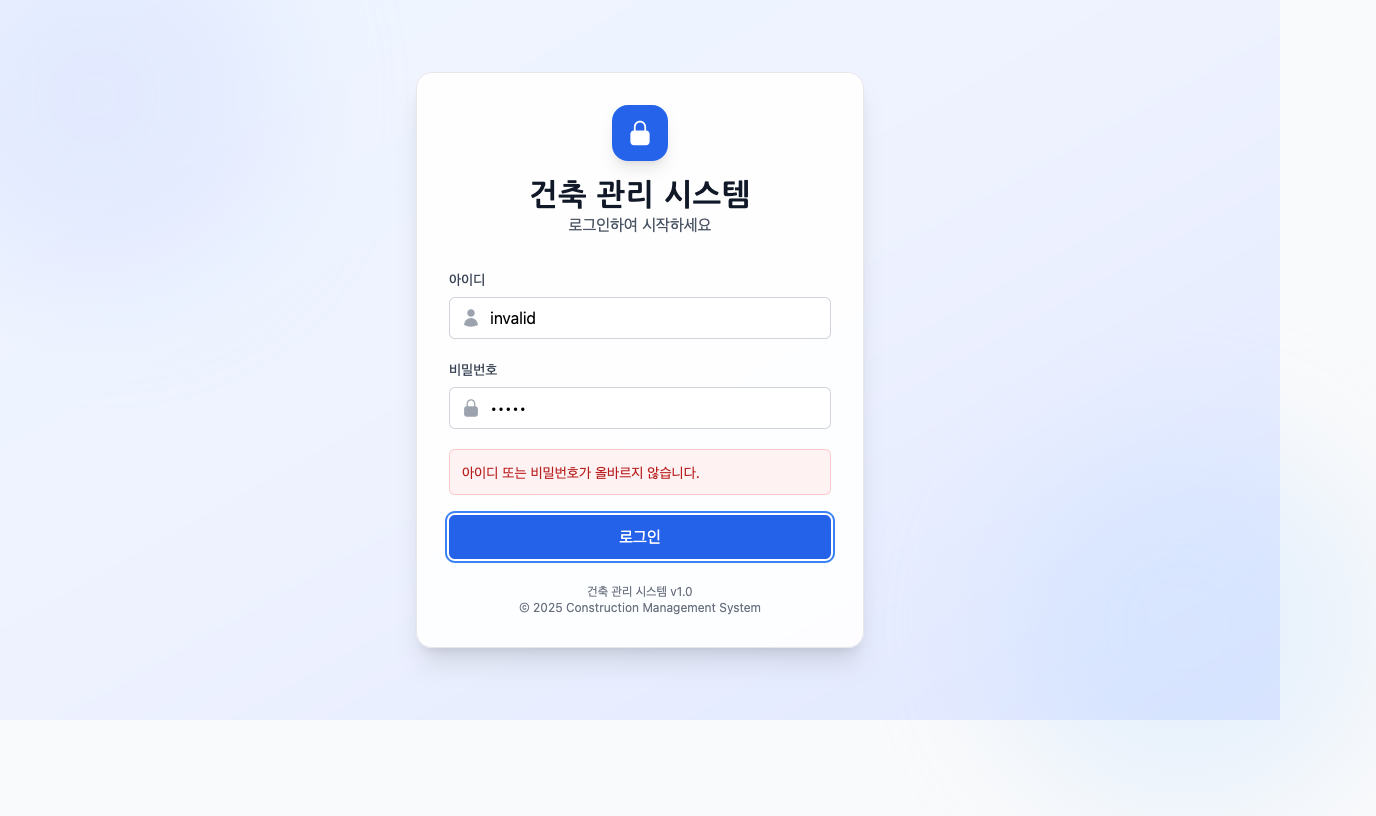 건축 관리 시스템
로그인하여 시작하세요
아이디
invalid
비밀번호
•••••
아이디 또는 비밀번호가 올바르지 않습니다.
로그인
건축 관리 시스템 v1.0
© 2025 Construction Management System